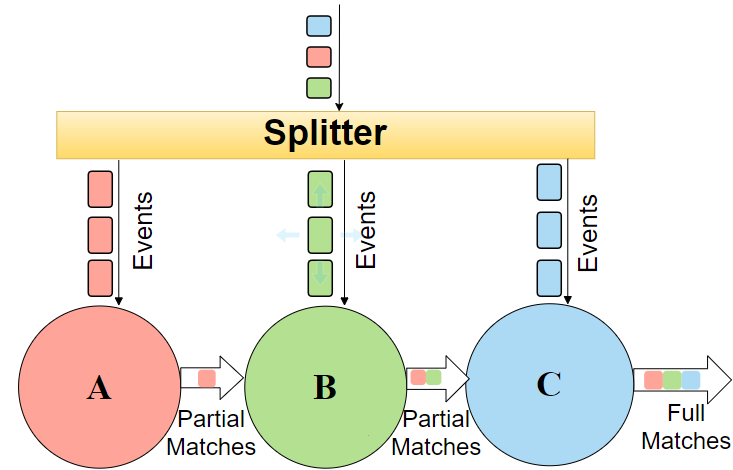 Splitter
Events
Events
Events
A
B
C
Partial
Matches
Partial
Matches
Full
Matches